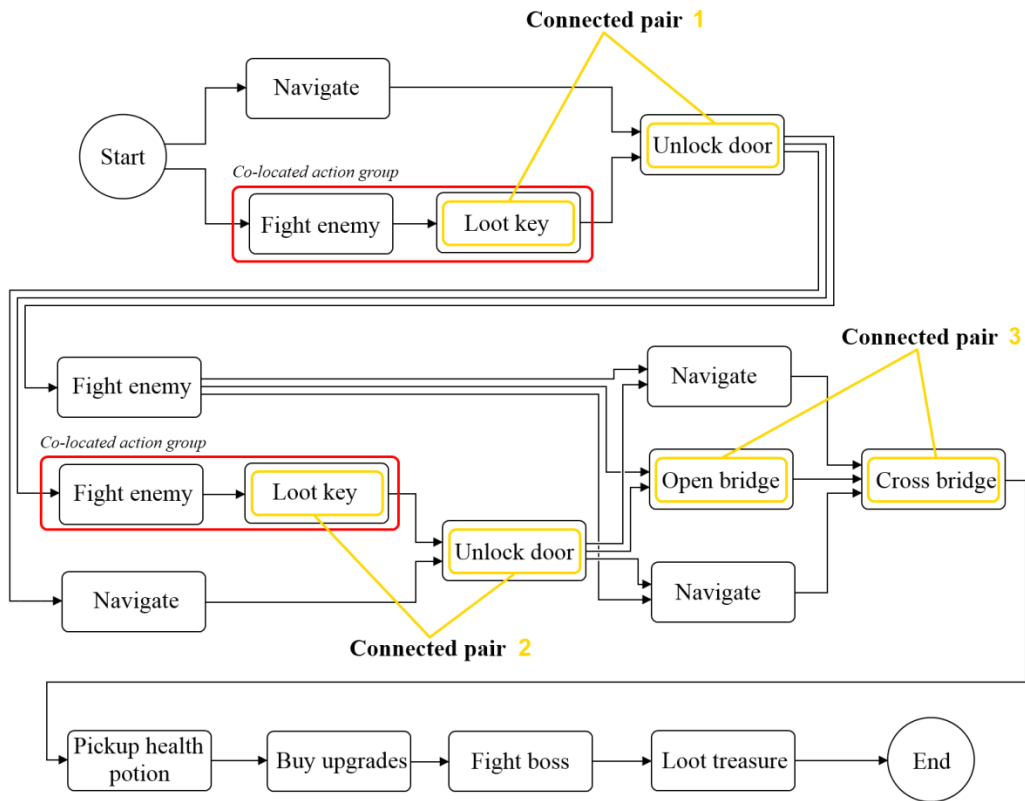 Connected pair 1
Navigate
Start
Unlock door
Co-located action group
Fight enemy
Loot key
Connected pair 3
Fight enemy
Navigate
Co-located action group
Fight enemy
Loot key
Open bridge
Cross bridge
Unlock door
Navigate
Navigate
Connected pair 2
Pickup health
potion
Buy upgrades
Fight boss
Loot treasure
End